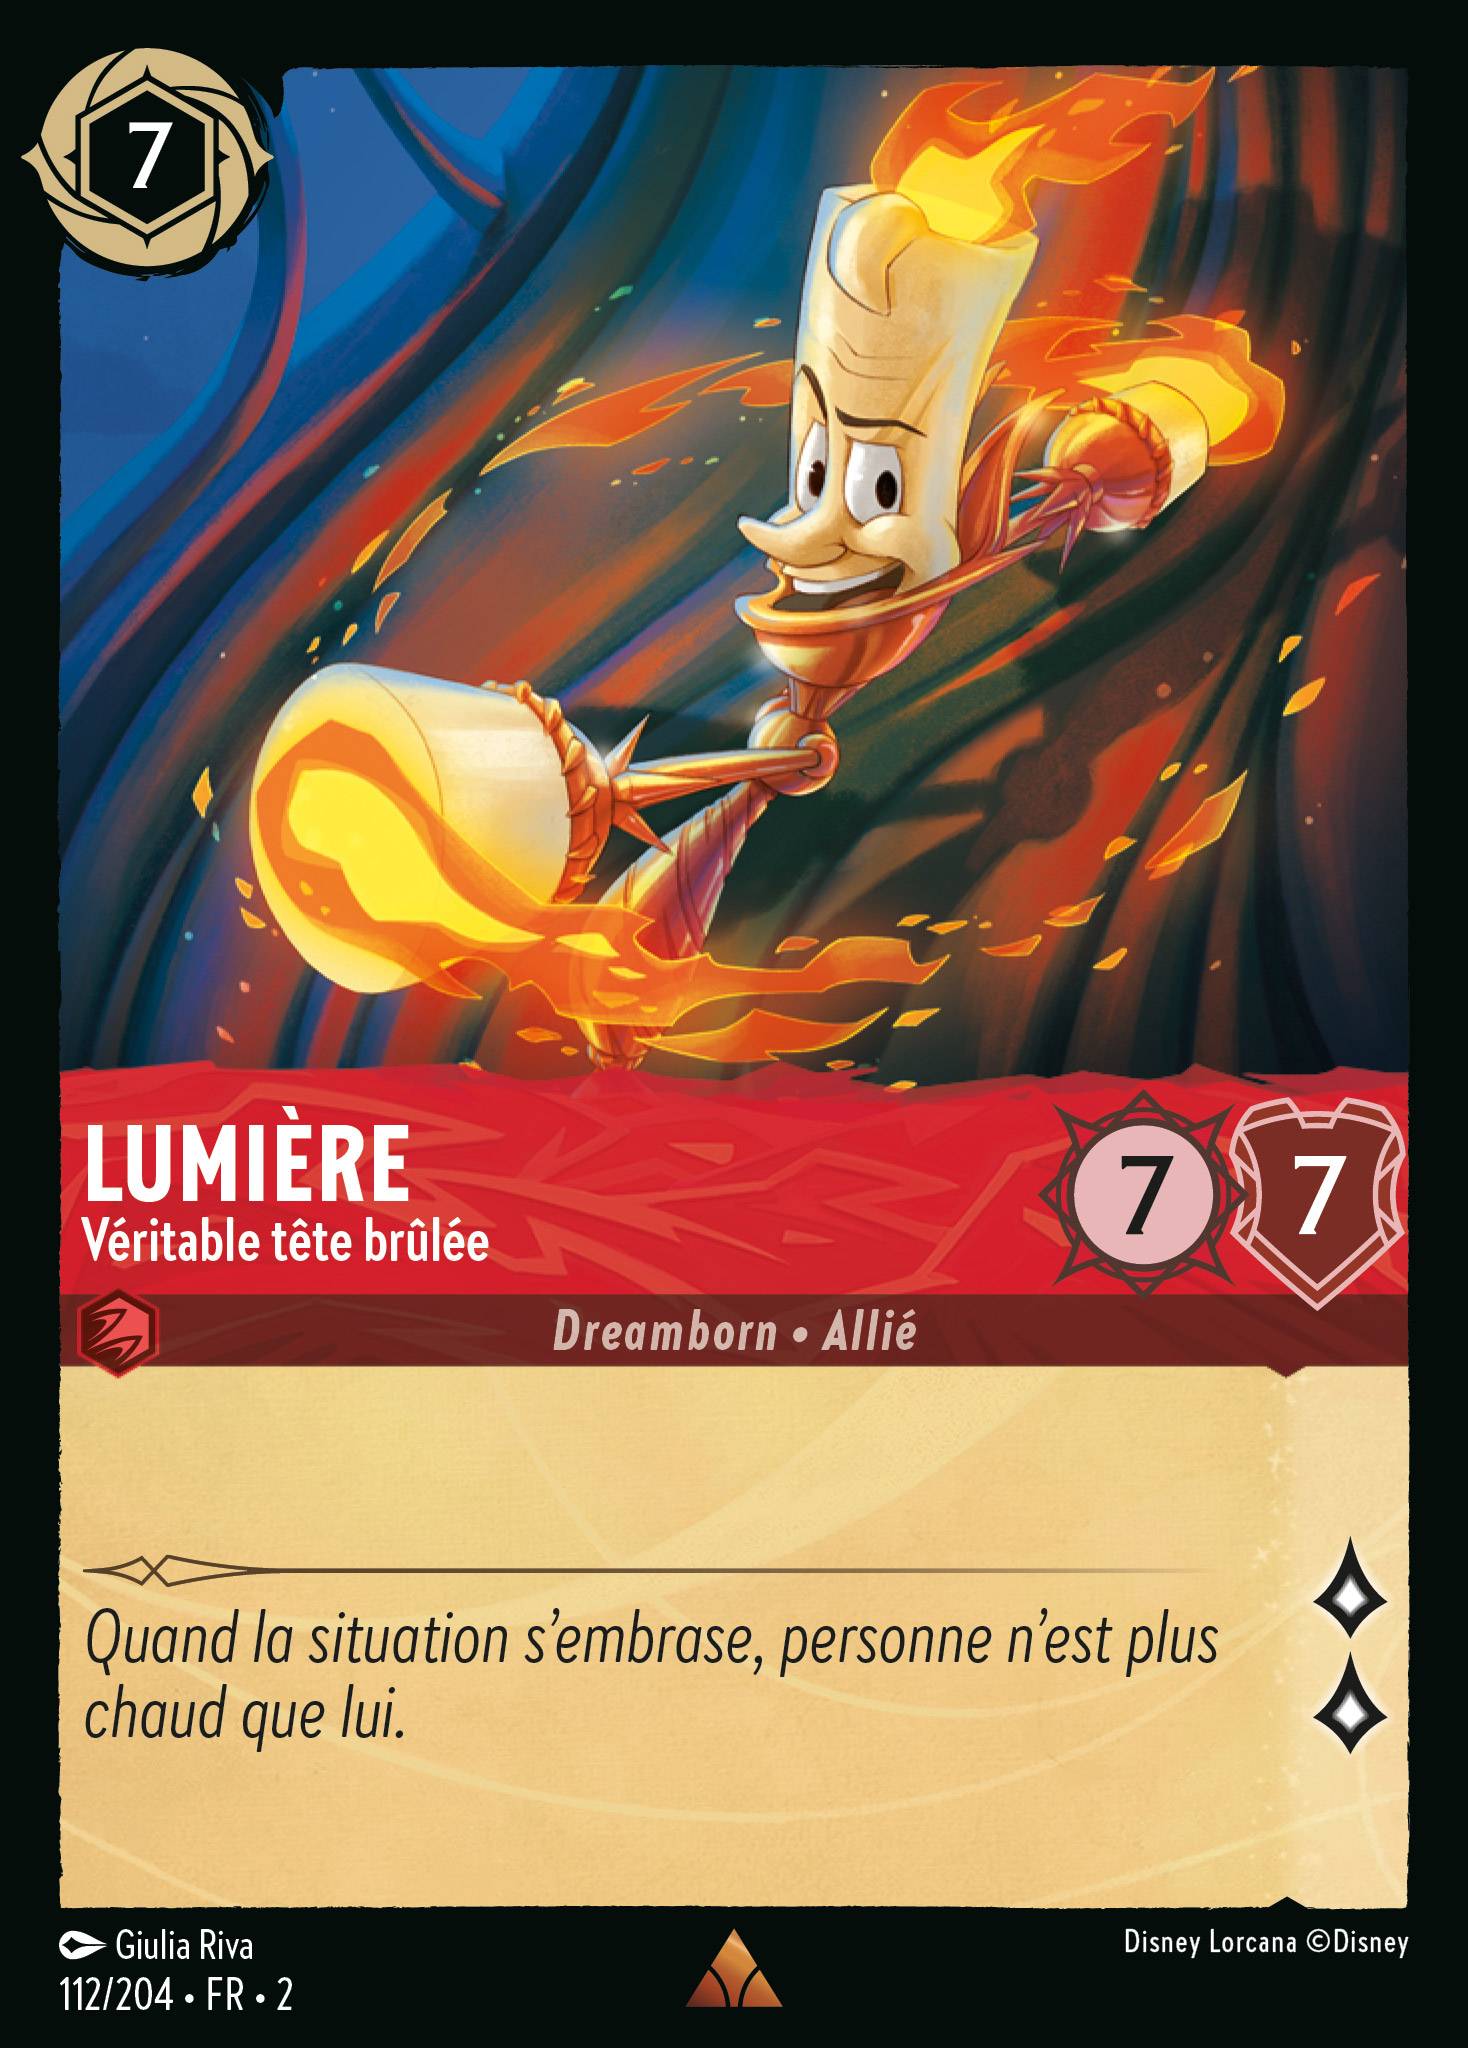 7
LUMIÈRE
Véritable tête brûlée
7 7
Dreamborn • Allié
Quand la situation s’embrase, personne n’est plus
chaud que lui.
Giulia Riva
112/204 • FR • 2
Disney Lorcana ©Disney